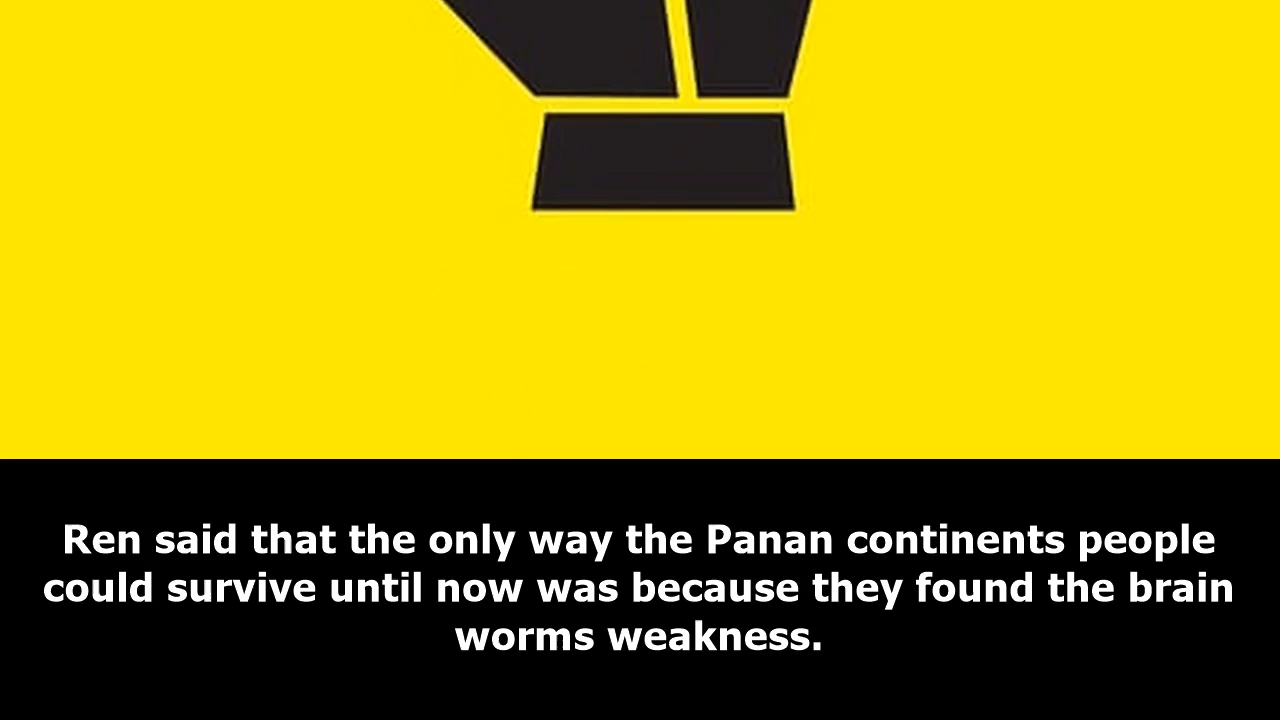 Ren said that the only way the Panan continents people
could survive until now was because they found the brain
worms weakness.